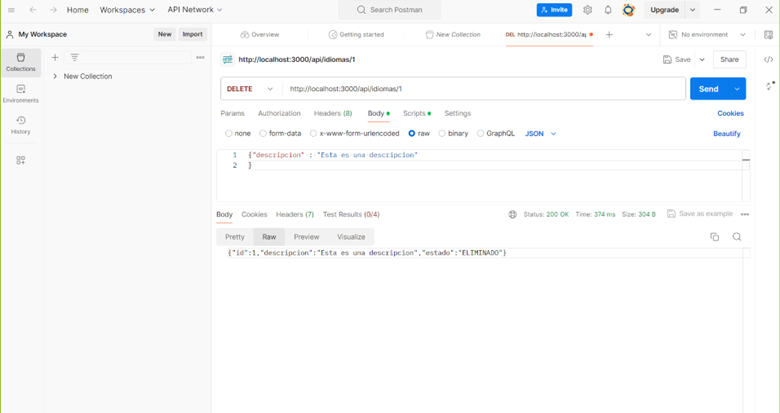 Home Workspaces API Network Search Postman Invite Upgrade
My Workspace New Import Overview Getting started New Collection DEL http://localhost:3000/ap No environment
Collections
Environments
History
New Collection
http://localhost:3000/api/idiomas/1 Save Share
DELETE http://localhost:3000/api/idiomas/1 Send
Params Authorization Headers (8) Body Scripts Settings Cookies
none form-data x-www-form-urlencoded raw binary GraphQL JSON Beautify
1 {"descripcion" : "Esta es una descripcion"
2 }
Body Cookies Headers (7) Test Results (0/4) Status: 200 OK Time: 374 ms Size: 304 B Save as example
Pretty Raw Preview Visualize
{"id":1,"descripcion":"Esta es una descripcion","estado":"ELIMINADO"}